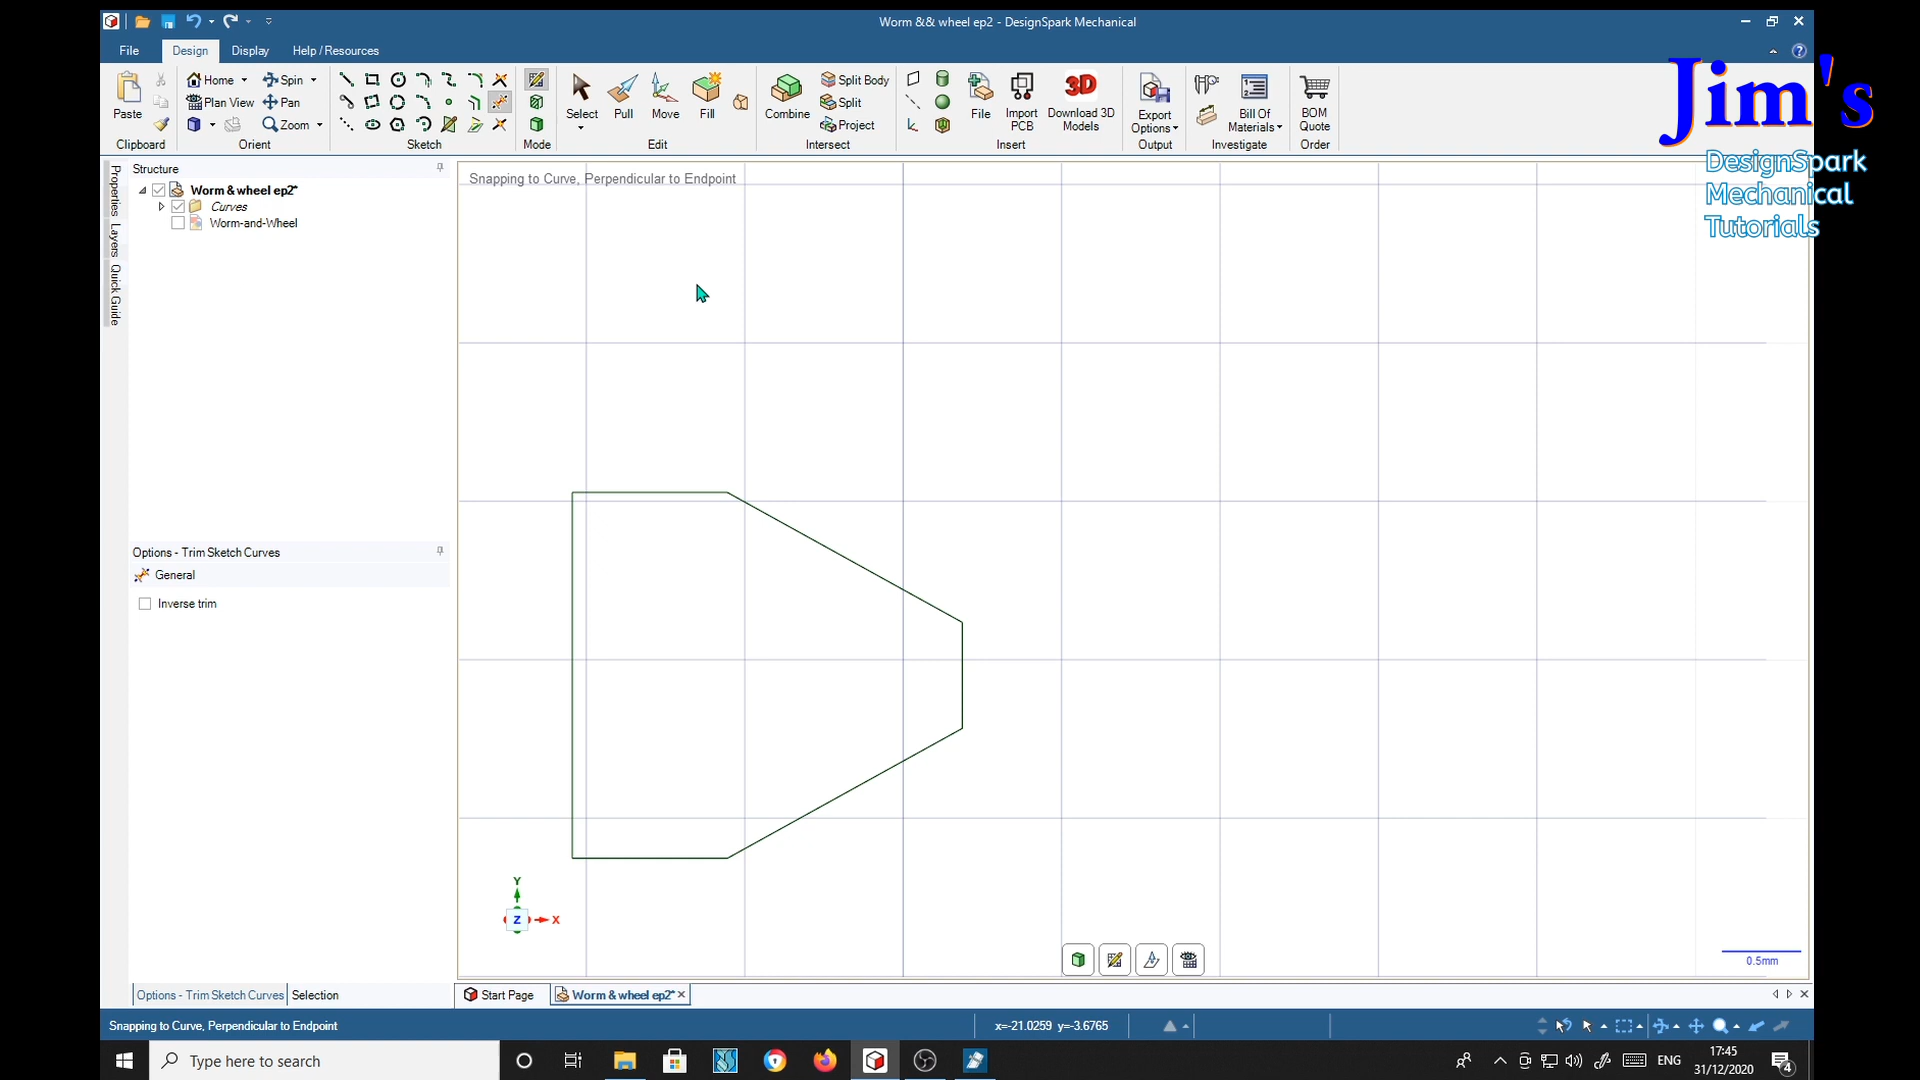 Worm && wheel ep2 - DesignSpark Mechanical
File Design Display Help / Resources
Jim's
DesignSpark
Mechanical
Tutorials
Paste
Clipboard
Home Spin
Plan View Pan
Zoom
Orient
Sketch
Mode
Select Pull Move Fill
Edit
Combine
Split Body
Split
Project
Intersect
File
Import PCB
3D
Download 3D Models
Insert
Export Options
Output
Bill Of Materials
Investigate
BOM Quote
Order
Properties
Layers
Quick Guide
Structure
Worm & wheel ep2*
Curves
Worm-and-Wheel
Snapping to Curve, Perpendicular to Endpoint
Options - Trim Sketch Curves
General
Inverse trim
Y
Z
X
0.5mm
Options - Trim Sketch Curves Selection
Start Page Worm & wheel ep2*
Snapping to Curve, Perpendicular to Endpoint
x=-21.0259 y=-3.6765
Type here to search
ENG
17:45
31/12/2020
4